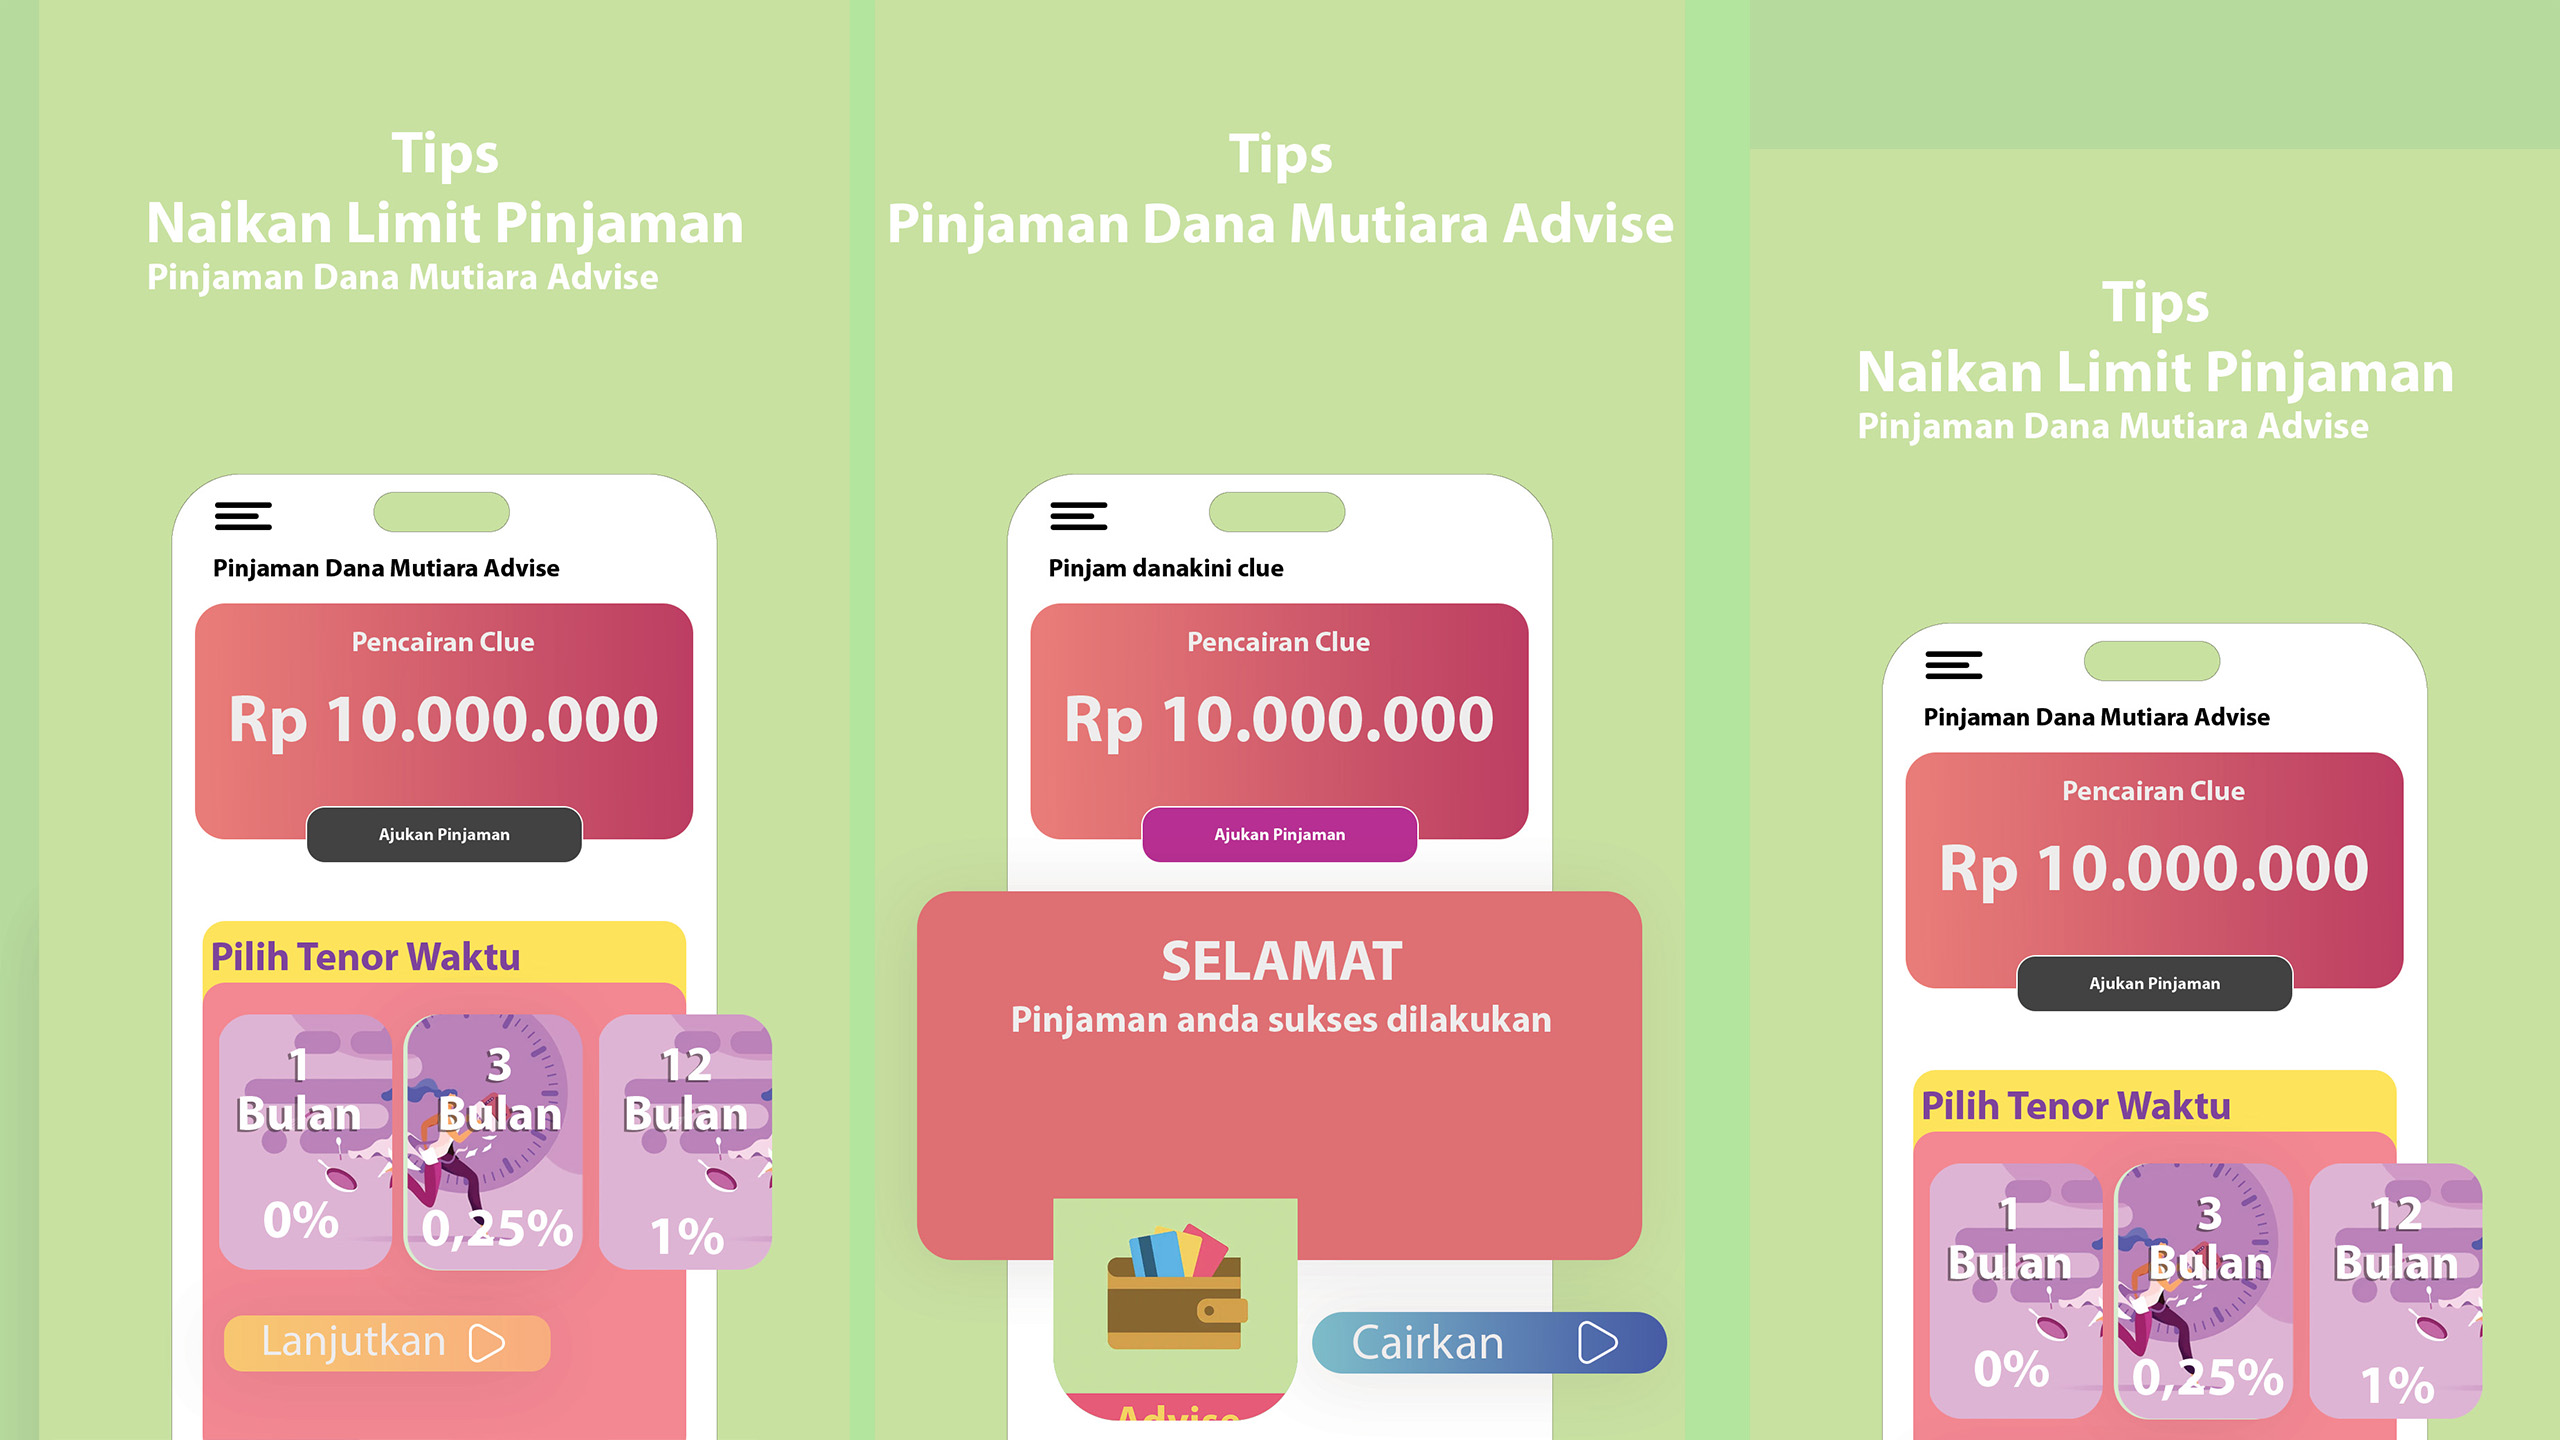 Tips
Naikan Limit Pinjaman
Pinjaman Dana Mutiara Advise
Pinjaman Dana Mutiara Advise
Pencairan Clue
Rp 10.000.000
Ajukan Pinjaman
Pilih Tenor Waktu
1
Bulan
0%
3
Bulan
0,25%
12
Bulan
1%
Lanjutkan
Tips
Pinjaman Dana Mutiara Advise
Pinjam danakini clue
Pencairan Clue
Rp 10.000.000
Ajukan Pinjaman
SELAMAT
Pinjaman anda sukses dilakukan
Advise
Cairkan
Tips
Naikan Limit Pinjaman
Pinjaman Dana Mutiara Advise
Pinjaman Dana Mutiara Advise
Pencairan Clue
Rp 10.000.000
Ajukan Pinjaman
Pilih Tenor Waktu
1
Bulan
0%
3
Bulan
0,25%
12
Bulan
1%